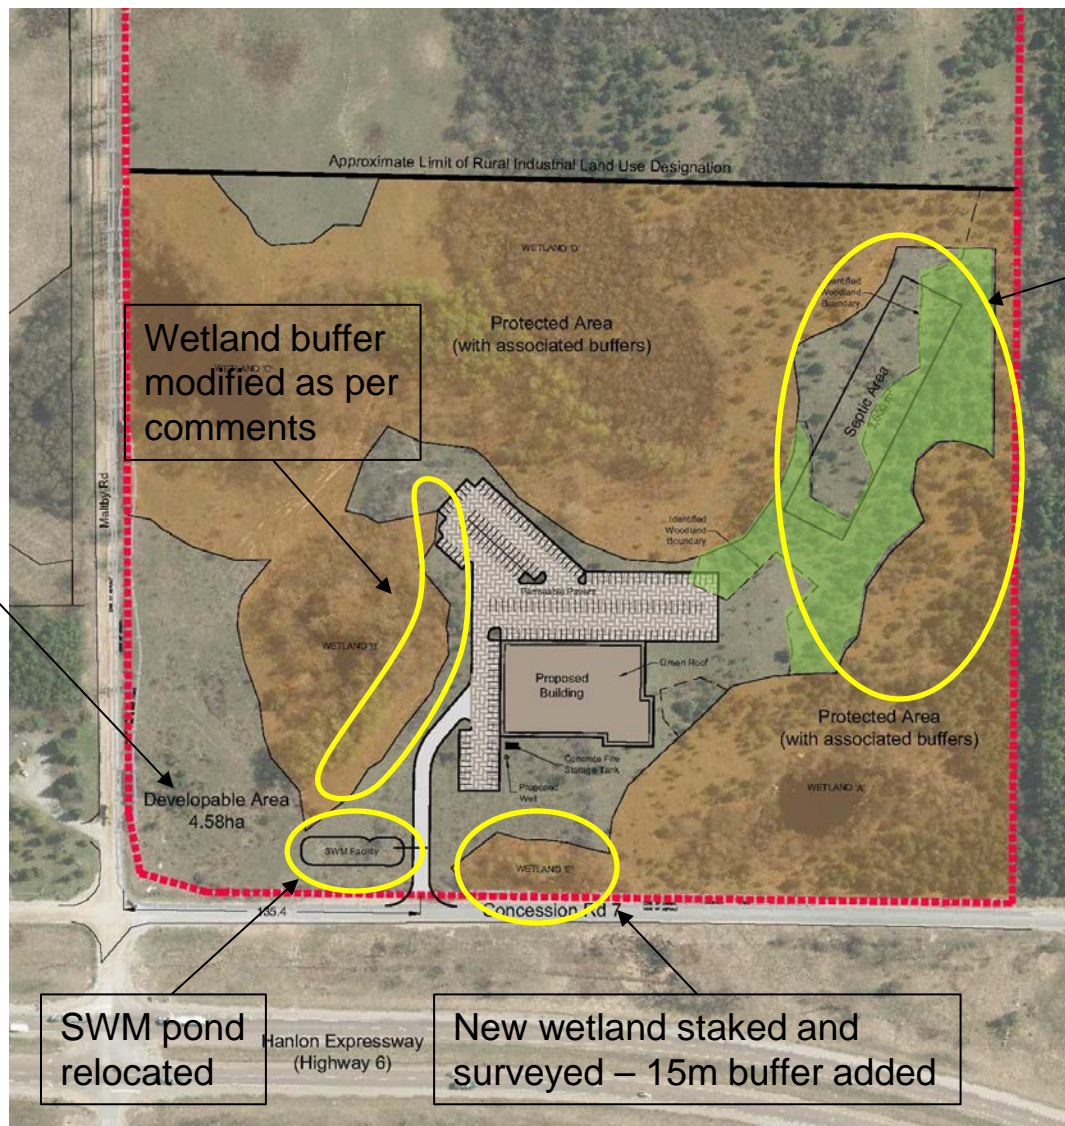 Approximate Limit of Rural Industrial Land Use Designation
WETLAND 'D'
Identified
Woodland
Boundary
Protected Area
(with associated buffers)
Wetland buffer
modified as per
comments
Septic Area
Maltby Rd
Identified
Woodland
Boundary
Permeable Pavers
WETLAND 'B'
Green Roof
Proposed
Building
Protected Area
(with associated buffers)
Concrete Fire
Storage Tank
Proposed
Well
WETLAND 'A'
Developable Area
4.58ha
SWM Facility
WETLAND 'E'
135.4
Concession Rd 7
SWM pond
relocated
Hanlon Expressway
(Highway 6)
New wetland staked and
surveyed – 15m buffer added